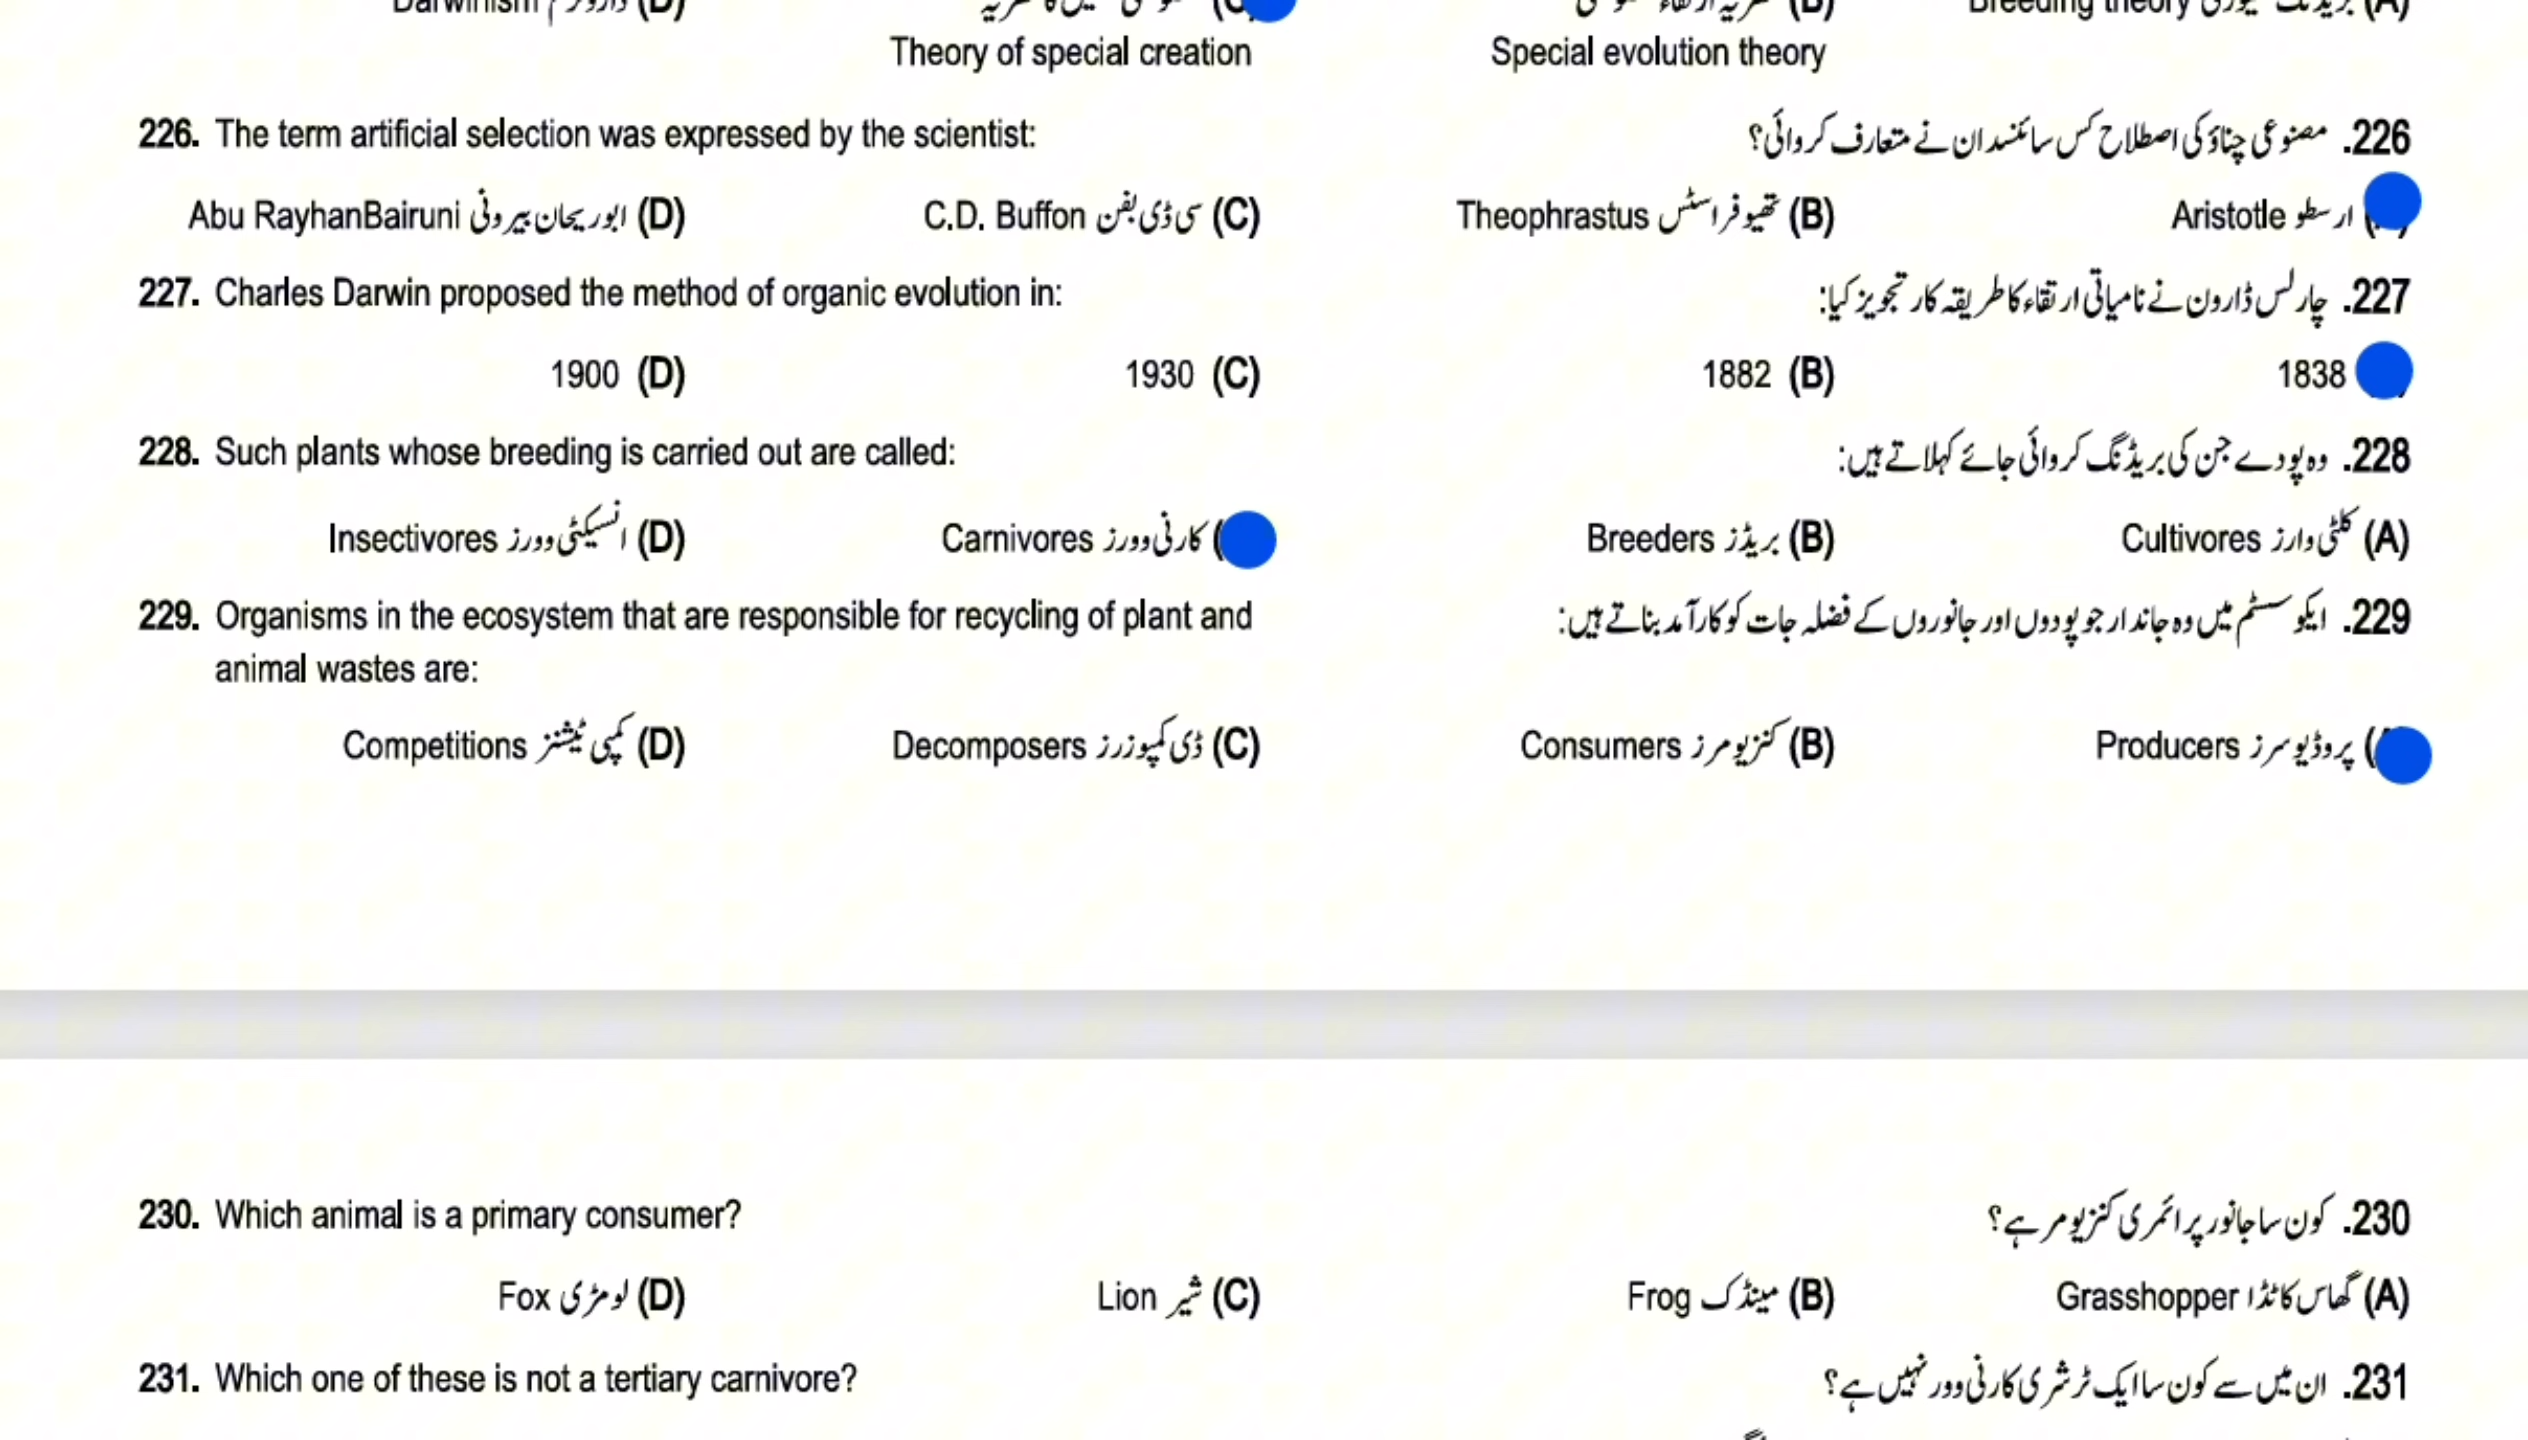 Darwinism
Theory of special creation
Special evolution theory
226. The term artificial selection was expressed by the scientist:
226. مصنوعی چناؤ کی اصطلاح کس سائنسدان نے متعارف کروائی؟
ارسطو Aristotle
(B) تھیوفراسٹس Theophrastus
(C) سی ڈی بفن C.D. Buffon
(D) ابوریحان بیرونی Abu RayhanBairuni
227. Charles Darwin proposed the method of organic evolution in:
227. چارلس ڈارون نے نامیاتی ارتقاء کا طریقہ کار تجویز کیا:
1838
(B) 1882
(C) 1930
(D) 1900
228. Such plants whose breeding is carried out are called:
228. وہ پودے جن کی بریڈنگ کروائی جائے کہلاتے ہیں:
(A) کلٹی وارز Cultivores
(B) بریڈز Breeders
کارنی وورز Carnivores
(D) انسیکٹی وورز Insectivores
229. Organisms in the ecosystem that are responsible for recycling of plant and
animal wastes are:
229. ایکو سسٹم میں وہ جاندار جو پودوں اور جانوروں کے فضلہ جات کو کارآمد بناتے ہیں:
پروڈیوسرز Producers
(B) کنزیومرز Consumers
(C) ڈی کمپوزرز Decomposers
(D) کمپی ٹیشنز Competitions
230. Which animal is a primary consumer?
230. کون سا جانور پرائمری کنزیومر ہے؟
(A) گھاس کا ٹڈا Grasshopper
(B) مینڈک Frog
(C) شیر Lion
(D) لومڑی Fox
231. Which one of these is not a tertiary carnivore?
231. ان میں سے کون سا ایک ٹرشری کارنی وور نہیں ہے؟